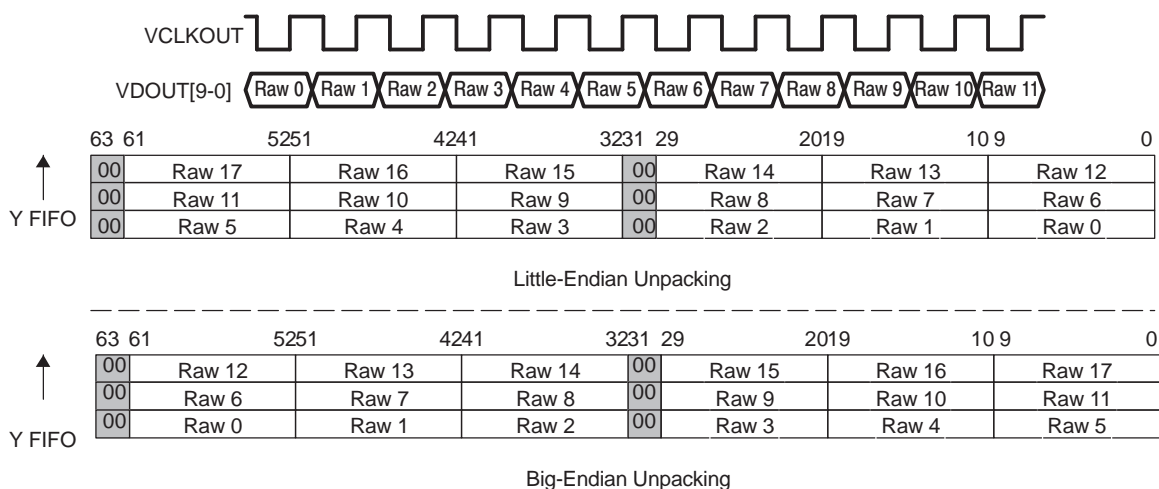 VCLKOUT
VDOUT[9-0] Raw 0 Raw 1 Raw 2 Raw 3 Raw 4 Raw 5 Raw 6 Raw 7 Raw 8 Raw 9 Raw 10 Raw 11
63 61 5251 4241 3231 29 2019 10 9 0
00 Raw 17 Raw 16 Raw 15 00 Raw 14 Raw 13 Raw 12
00 Raw 11 Raw 10 Raw 9 00 Raw 8 Raw 7 Raw 6
Y FIFO 00 Raw 5 Raw 4 Raw 3 00 Raw 2 Raw 1 Raw 0
Little-Endian Unpacking
63 61 5251 4241 3231 29 2019 10 9 0
00 Raw 12 Raw 13 Raw 14 00 Raw 15 Raw 16 Raw 17
00 Raw 6 Raw 7 Raw 8 00 Raw 9 Raw 10 Raw 11
Y FIFO 00 Raw 0 Raw 1 Raw 2 00 Raw 3 Raw 4 Raw 5
Big-Endian Unpacking